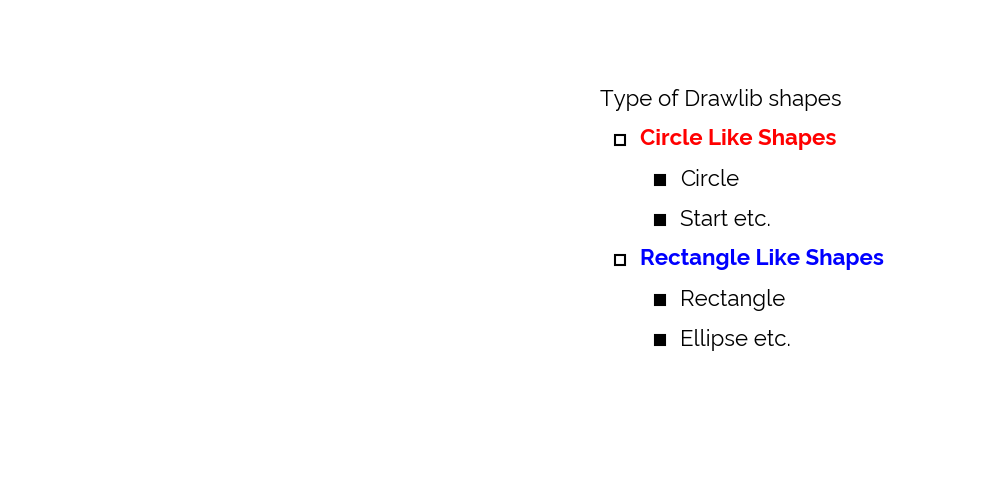 Type of Drawlib shapes
Circle Like Shapes
Circle
Start etc.
Rectangle Like Shapes
Rectangle
Ellipse etc.